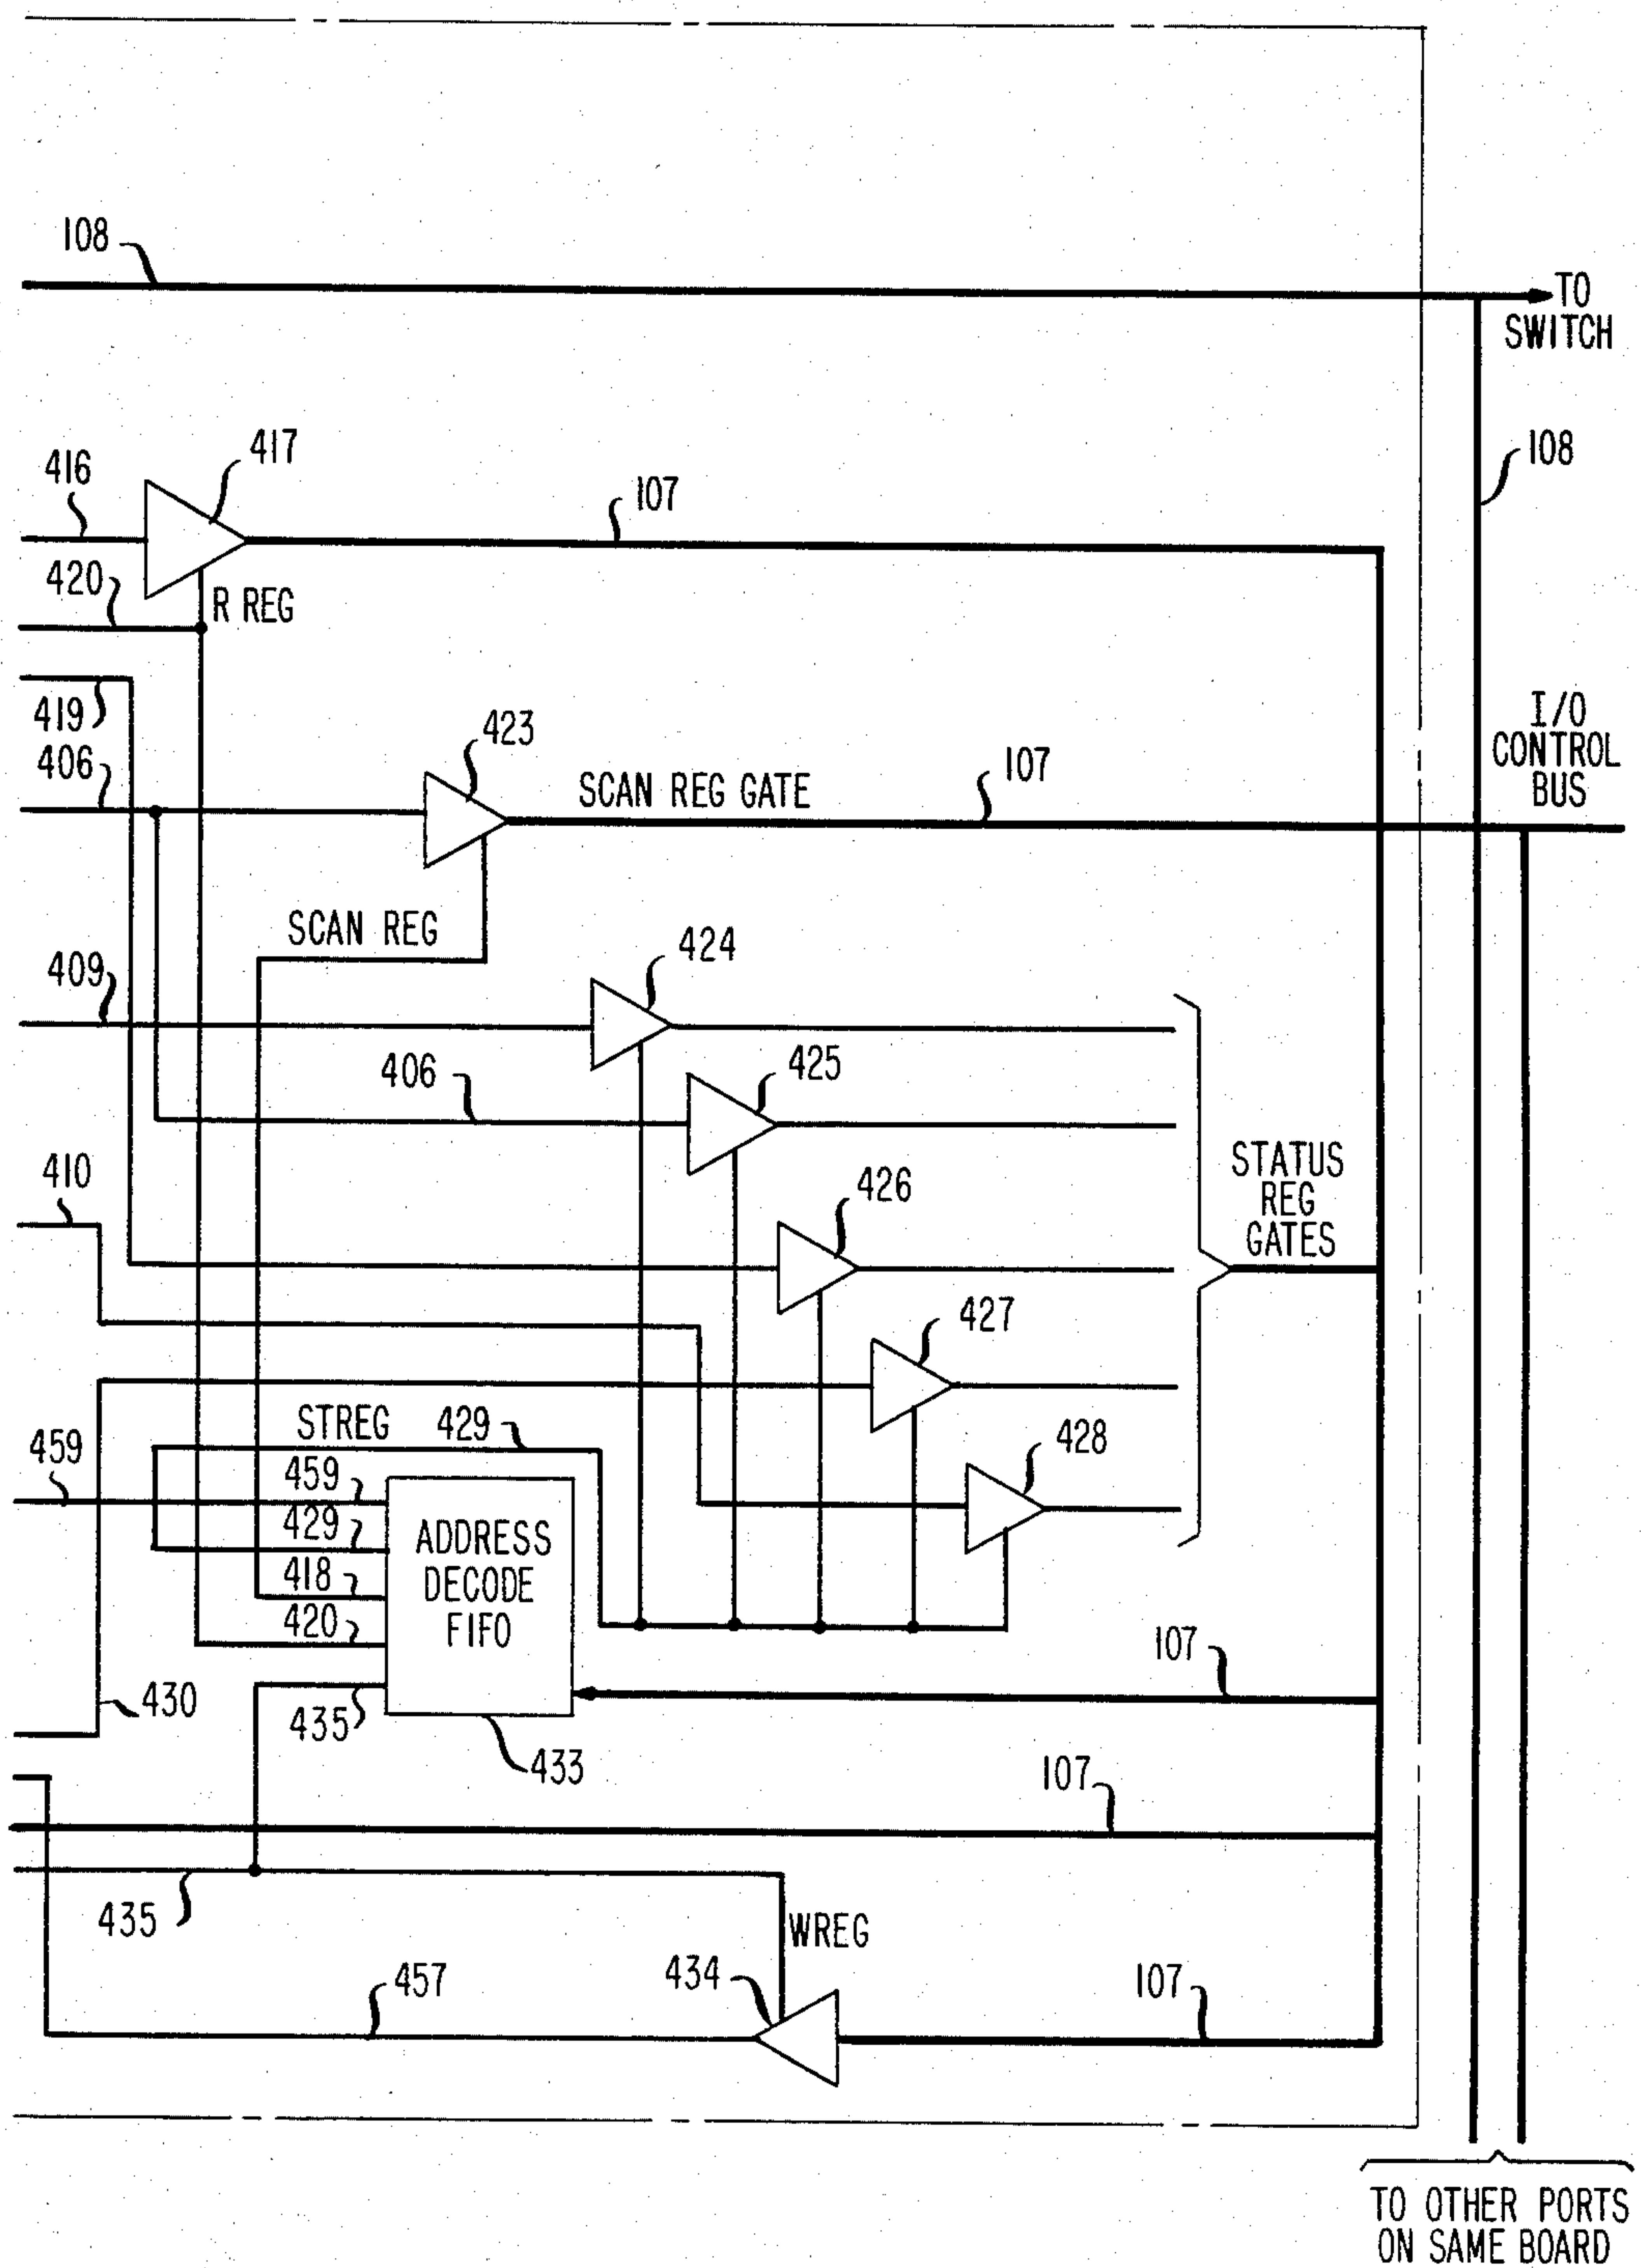 108
TO
SWITCH
417
416
107
108
420
R REG
419
423
I/O
CONTROL
BUS
406
SCAN REG GATE
107
SCAN REG
424
409
425
406
STATUS
REG
GATES
410
426
427
STREG
429
428
459
459
429
418
420
ADDRESS
DECODE
FIFO
107
430
435
433
107
435
WREG
434
457
107
TO OTHER PORTS
ON SAME BOARD